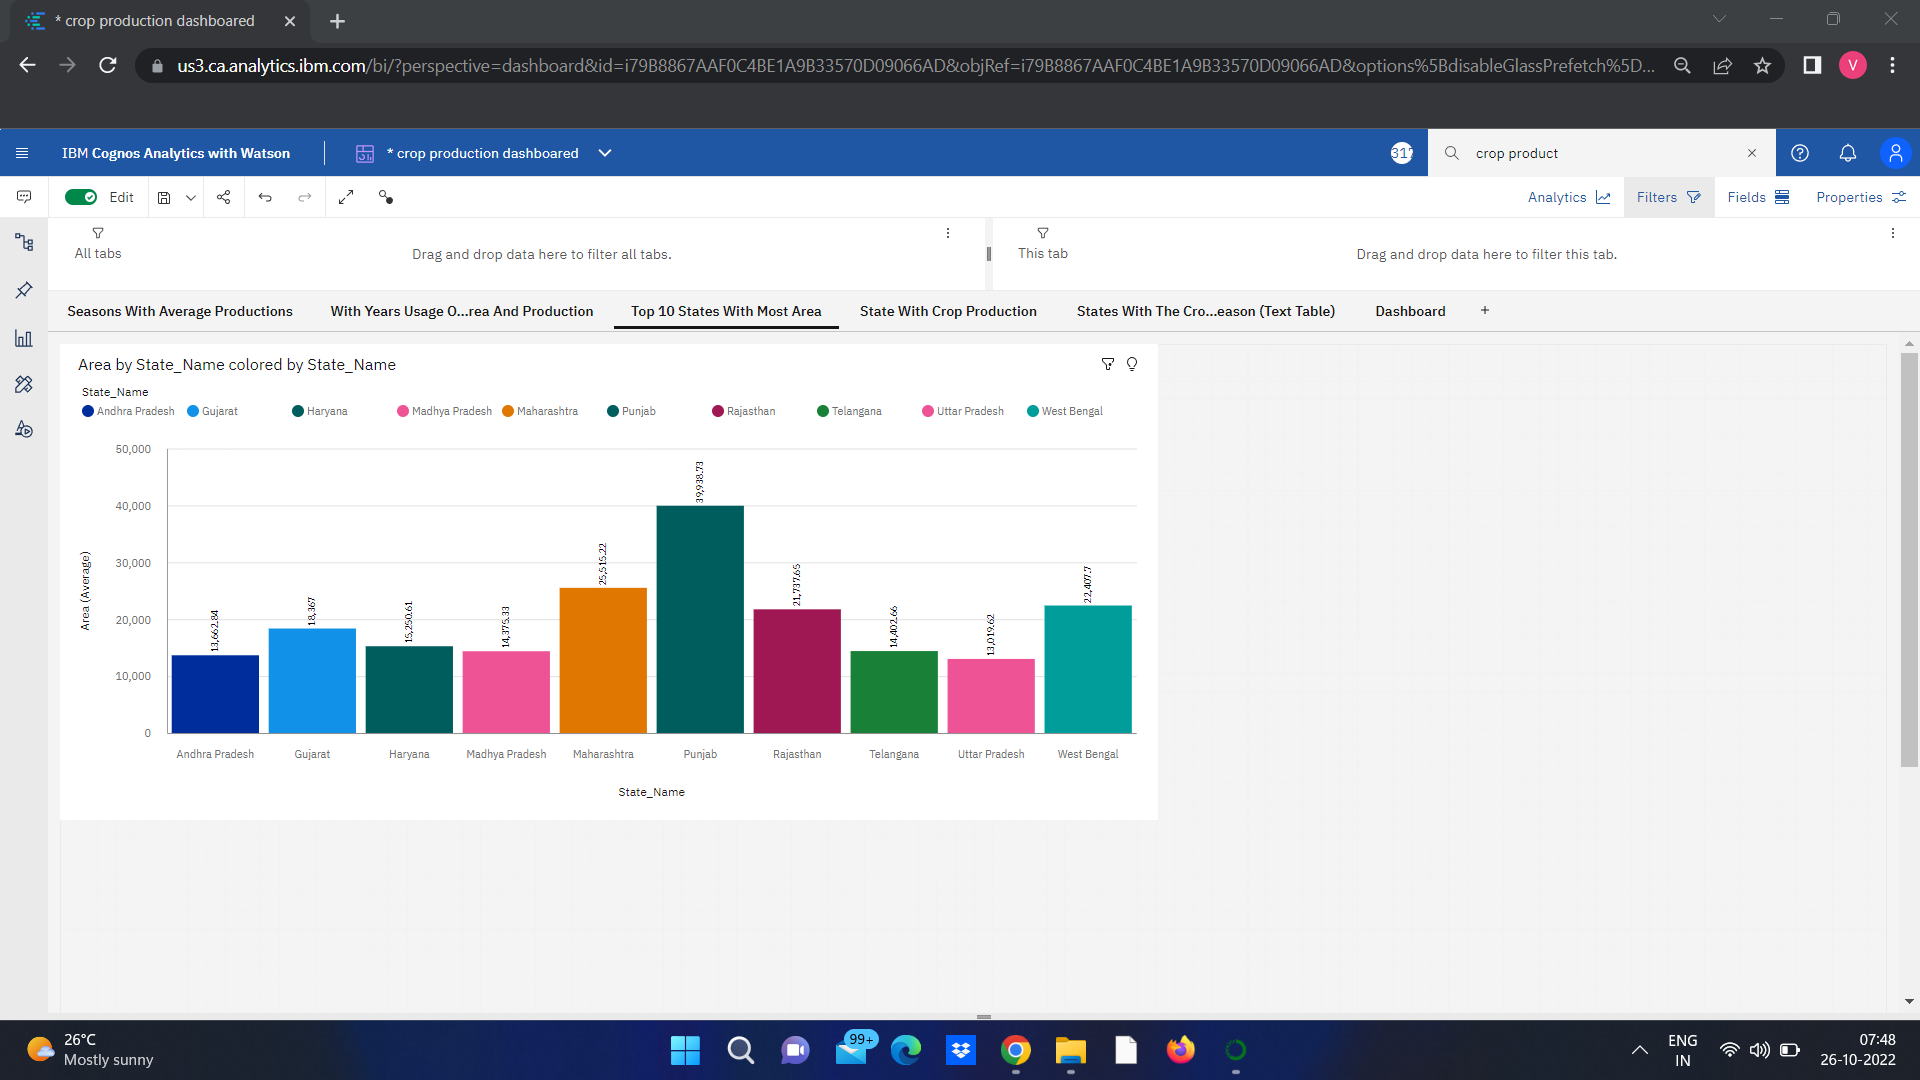 * crop production dashboared
us3.ca.analytics.ibm.com/bi/?perspective=dashboard&id=i79B8867AAF0C4BE1A9B33570D09066AD&objRef=i79B8867AAF0C4BE1A9B33570D09066AD&options%5BdisableGlassPrefetch%5D...
V
IBM Cognos Analytics with Watson
* crop production dashboared
317
crop product
Edit
Analytics
Filters
Fields
Properties
All tabs
Drag and drop data here to filter all tabs.
This tab
Drag and drop data here to filter this tab.
Seasons With Average Productions
With Years Usage O...rea And Production
Top 10 States With Most Area
State With Crop Production
States With The Cro...eason (Text Table)
Dashboard
+
Area by State_Name colored by State_Name
State_Name
Andhra Pradesh
Gujarat
Haryana
Madhya Pradesh
Maharashtra
Punjab
Rajasthan
Telangana
Uttar Pradesh
West Bengal
50,000
40,000
30,000
20,000
10,000
0
Area (Average)
13,662.84
18,367
15,250.61
14,375.33
25,515.22
39,938.73
21,737.65
14,402.66
13,019.62
22,407.7
Andhra Pradesh
Gujarat
Haryana
Madhya Pradesh
Maharashtra
Punjab
Rajasthan
Telangana
Uttar Pradesh
West Bengal
State_Name
26°C
Mostly sunny
99+
ENG
IN
07:48
26-10-2022